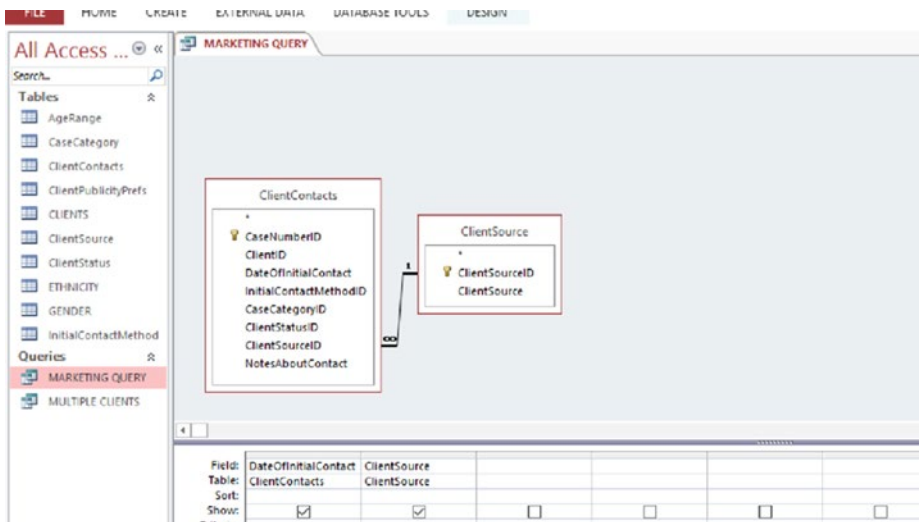 FILE HOME CREATE EXTERNAL DATA DATABASE TOOLS DESIGN
All Access ... «
MARKETING QUERY
Search...
Tables
AgeRange
CaseCategory
ClientContacts
ClientPublicityPrefs
CLIENTS
ClientSource
ClientStatus
ETHNICITY
GENDER
InitialContactMethod
Queries
MARKETING QUERY
MULTIPLE CLIENTS
ClientContacts
*
CaseNumberID
ClientID
DateOfInitialContact
InitialContactMethodID
CaseCategoryID
ClientStatusID
ClientSourceID
NotesAboutContact
1
∞
ClientSource
*
ClientSourceID
ClientSource
Field: DateOfInitialContact ClientSource
Table: ClientContacts ClientSource
Sort:
Show: